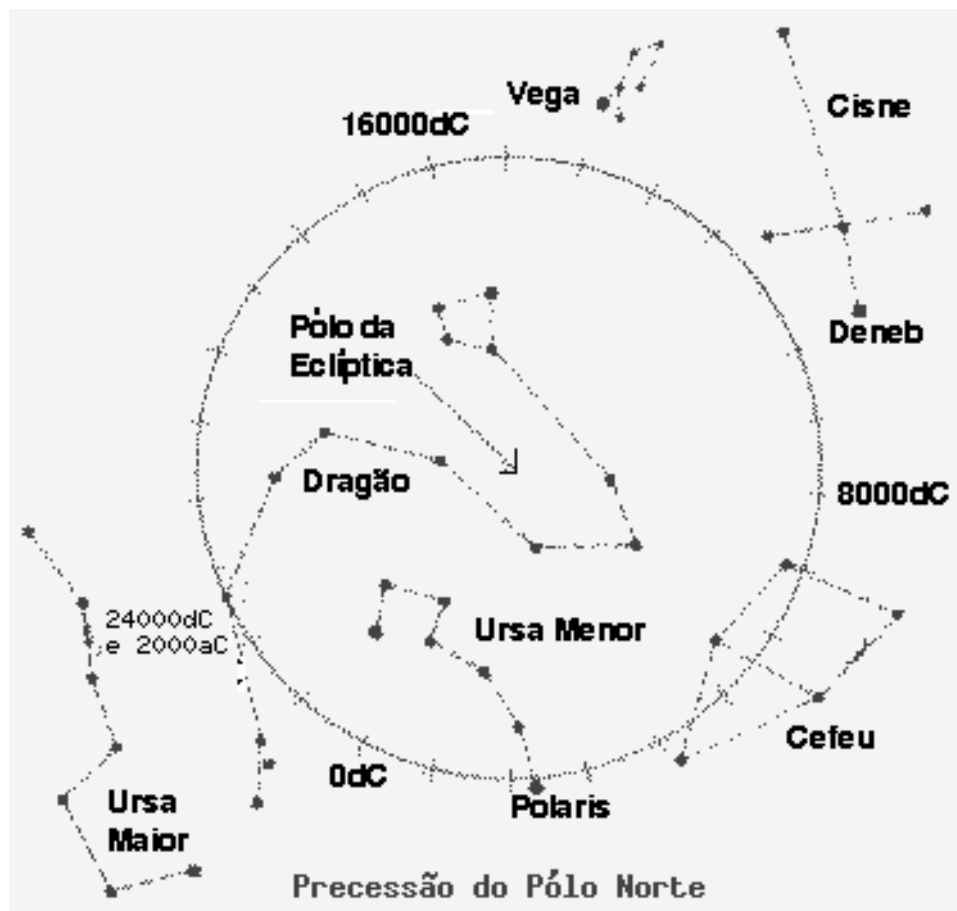 Vega
Cisne
16000dC
Pólo da
Eclíptica
Deneb
Dragão
8000dC
24000dC
e 2000aC
Ursa Menor
Cefeu
0dC
Polaris
Ursa
Maior
Precessão do Pólo Norte